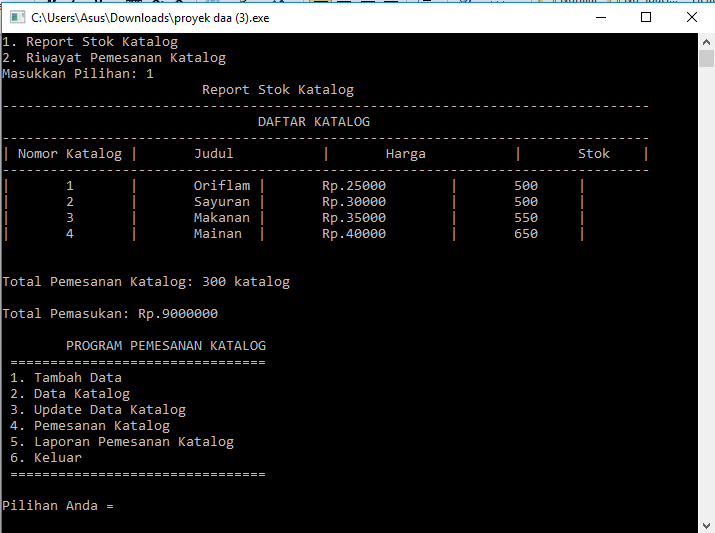 C:\Users\Asus\Downloads\proyek daa (3).exe
1. Report Stok Katalog
2. Riwayat Pemesanan Katalog
Masukkan Pilihan: 1
Report Stok Katalog
---------------------------------------------------------------------------------
DAFTAR KATALOG
---------------------------------------------------------------------------------
| Nomor Katalog | Judul | Harga | Stok |
---------------------------------------------------------------------------------
| 1 | Oriflam | Rp.25000 | 500 |
| 2 | Sayuran | Rp.30000 | 500 |
| 3 | Makanan | Rp.35000 | 550 |
| 4 | Mainan | Rp.40000 | 650 |
Total Pemesanan Katalog: 300 katalog
Total Pemasukan: Rp.9000000
PROGRAM PEMESANAN KATALOG
================================
1. Tambah Data
2. Data Katalog
3. Update Data Katalog
4. Pemesanan Katalog
5. Laporan Pemesanan Katalog
6. Keluar
================================
Pilihan Anda =